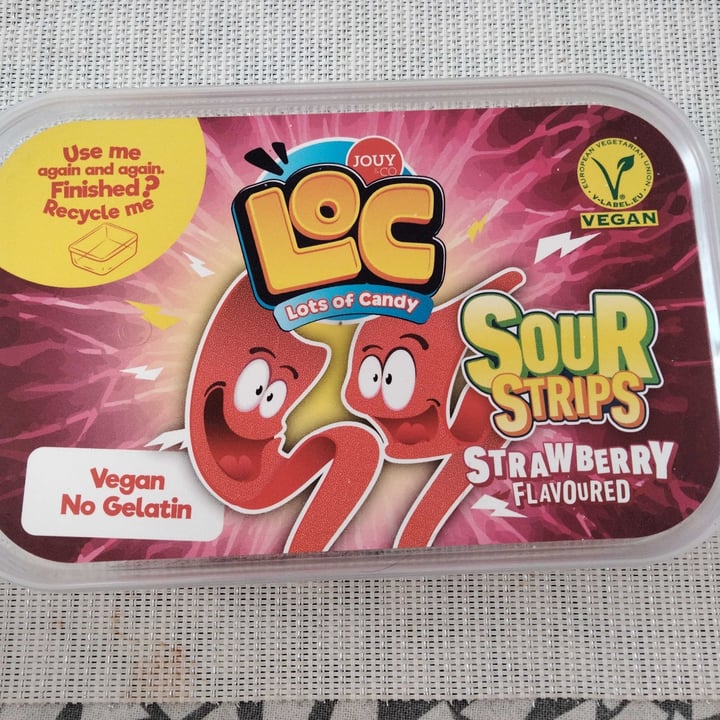 Use me
again and again.
Finished?
Recycle me
JOUY
&CO
LOC
Lots of Candy
EUROPEAN VEGETARIAN UNION
V-LABEL.EU
VEGAN
SOUR
STRIPS
STRAWBERRY
FLAVOURED
Vegan
No Gelatin